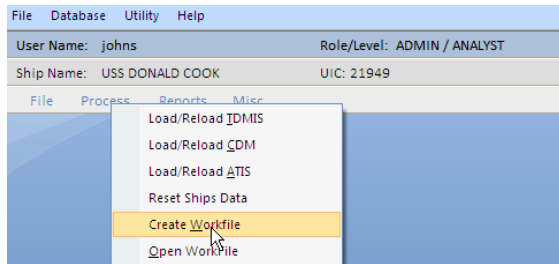 File Database Utility Help
User Name: johns Role/Level: ADMIN / ANALYST
Ship Name: USS DONALD COOK UIC: 21949
File Process Reports Misc
Load/Reload TDMIS
Load/Reload CDM
Load/Reload ATIS
Reset Ships Data
Create Workfile
Open WorkFile